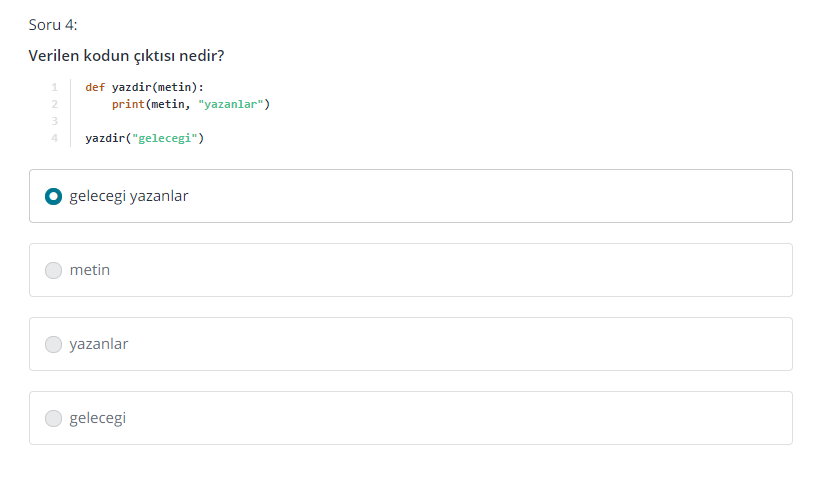 Soru 4:
Verilen kodun çıktısı nedir?
1 def yazdir(metin):
2     print(metin, "yazanlar")
3
4 yazdir("gelecegi")
gelecegi yazanlar
metin
yazanlar
gelecegi